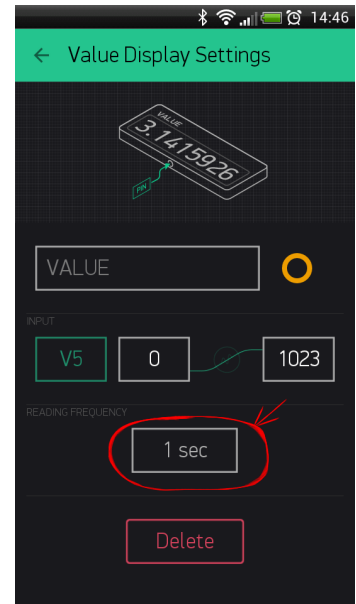 14:46
← Value Display Settings
VALUE
3.1415926
PIN
VALUE
INPUT
V5 0 1023
READING FREQUENCY
1 sec
Delete